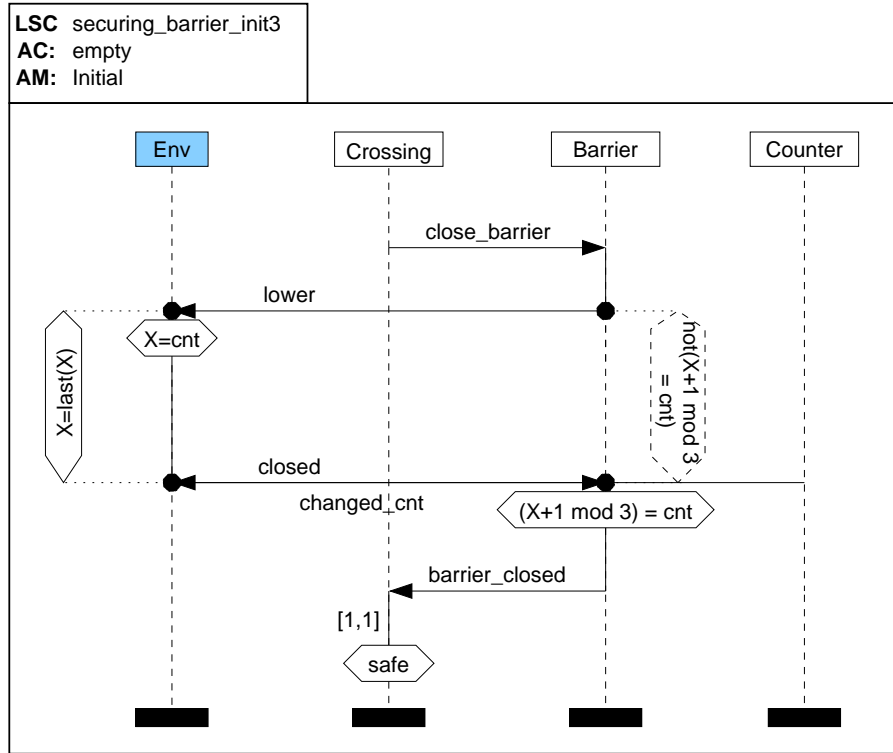 LSC securing_barrier_init3
AC: empty
AM: Initial
Env
Crossing
Barrier
Counter
close_barrier
lower
X=cnt
X=last(X)
not(X+1 mod 3
= cnt)
closed
changed_cnt
(X+1 mod 3) = cnt
barrier_closed
[1,1]
safe